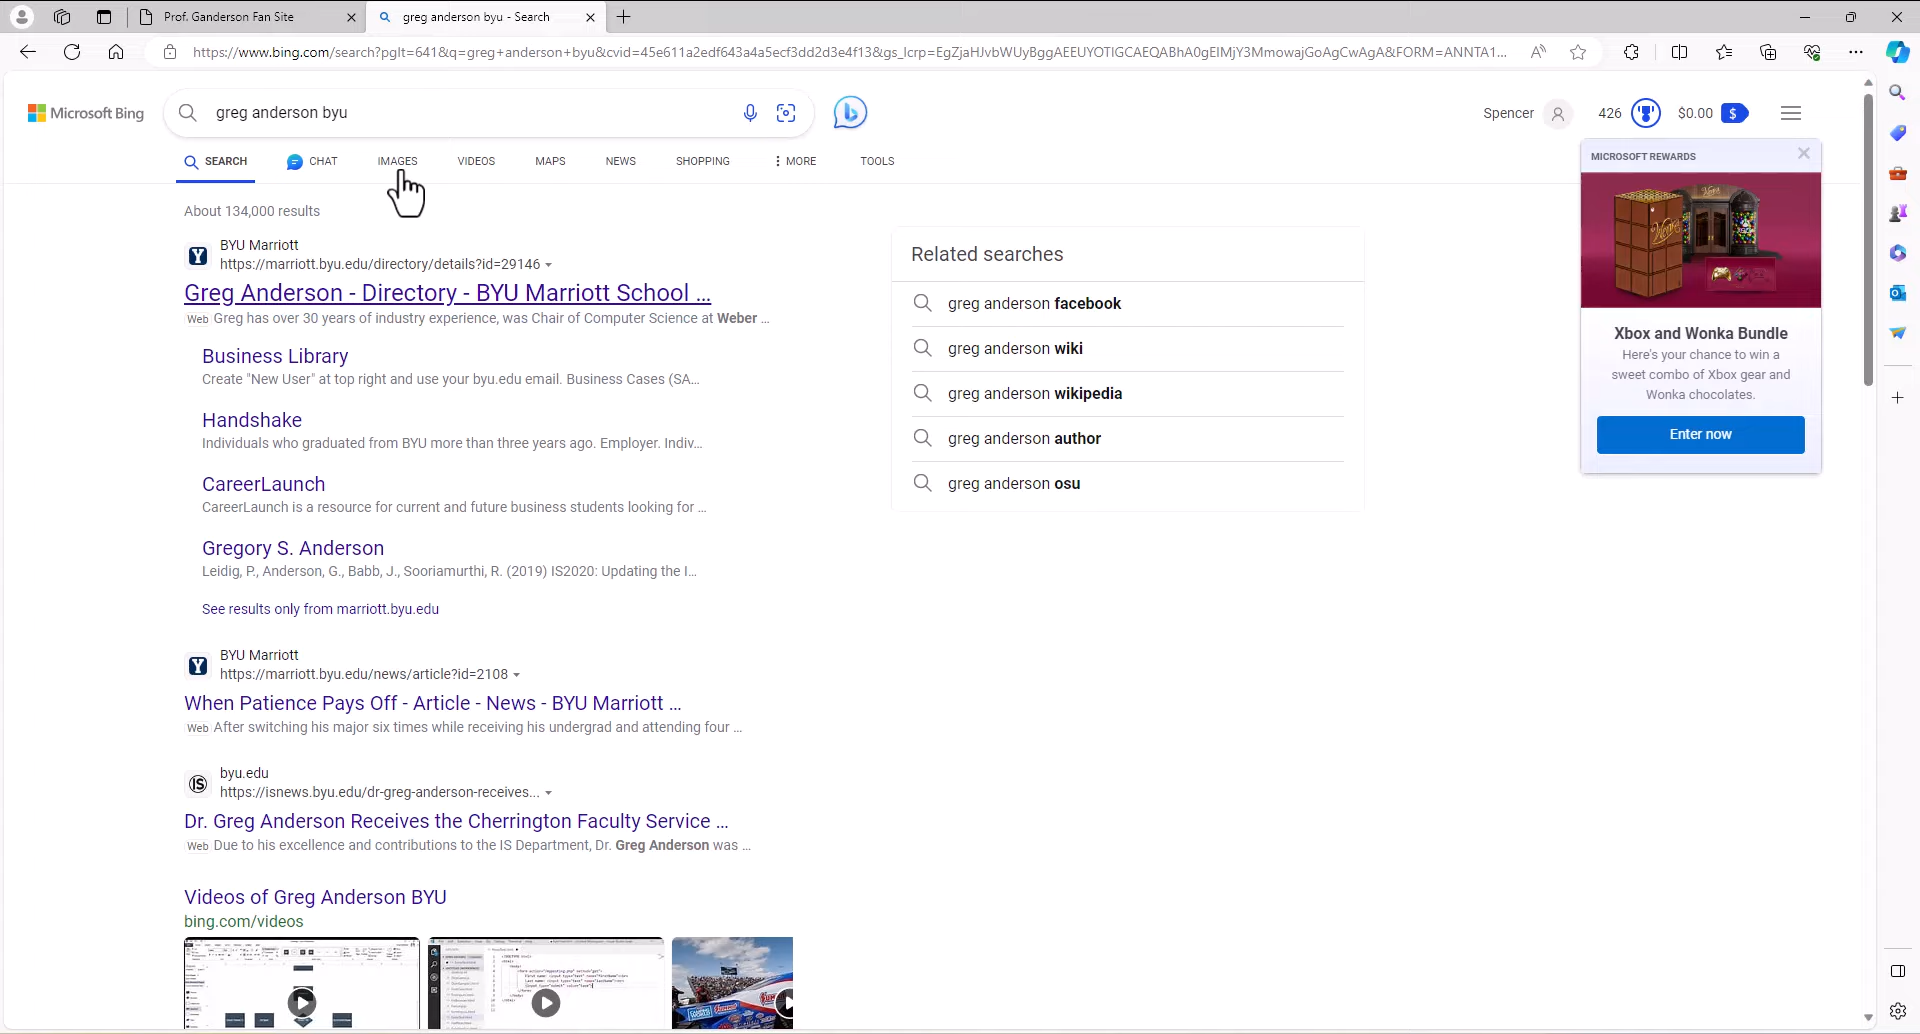 Prof. Ganderson Fan Site
greg anderson byu - Search
https://www.bing.com/search?pglt=641&q=greg+anderson+byu&cvid=45e611a2edf643a4a5ecf3dd2d3e4f13&gs_lcrp=EgZjaHJvbWUyBggAEEUYOTIGCAEQABhA0gEIMjY3MmowajGoAgCwAgA&FORM=ANNTA1...
Microsoft Bing
greg anderson byu
Spencer
426
$0.00
SEARCH
CHAT
IMAGES
VIDEOS
MAPS
NEWS
SHOPPING
MORE
TOOLS
About 134,000 results
BYU Marriott
https://marriott.byu.edu/directory/details?id=29146
Greg Anderson - Directory - BYU Marriott School ...
Web Greg has over 30 years of industry experience, was Chair of Computer Science at Weber ...
Business Library
Create "New User" at top right and use your byu.edu email. Business Cases (SA...
Handshake
Individuals who graduated from BYU more than three years ago. Employer. Indiv...
CareerLaunch
CareerLaunch is a resource for current and future business students looking for ...
Gregory S. Anderson
Leidig, P., Anderson, G., Babb, J., Sooriamurthi, R. (2019) IS2020: Updating the I...
See results only from marriott.byu.edu
BYU Marriott
https://marriott.byu.edu/news/article?id=2108
When Patience Pays Off - Article - News - BYU Marriott ...
Web After switching his major six times while receiving his undergrad and attending four ...
IS
byu.edu
https://isnews.byu.edu/dr-greg-anderson-receives...
Dr. Greg Anderson Receives the Cherrington Faculty Service ...
Web Due to his excellence and contributions to the IS Department, Dr. Greg Anderson was ...
Videos of Greg Anderson BYU
bing.com/videos
Related searches
greg anderson facebook
greg anderson wiki
greg anderson wikipedia
greg anderson author
greg anderson osu
MICROSOFT REWARDS
Wonka
Xbox and Wonka Bundle
Here's your chance to win a
sweet combo of Xbox gear and
Wonka chocolates.
Enter now